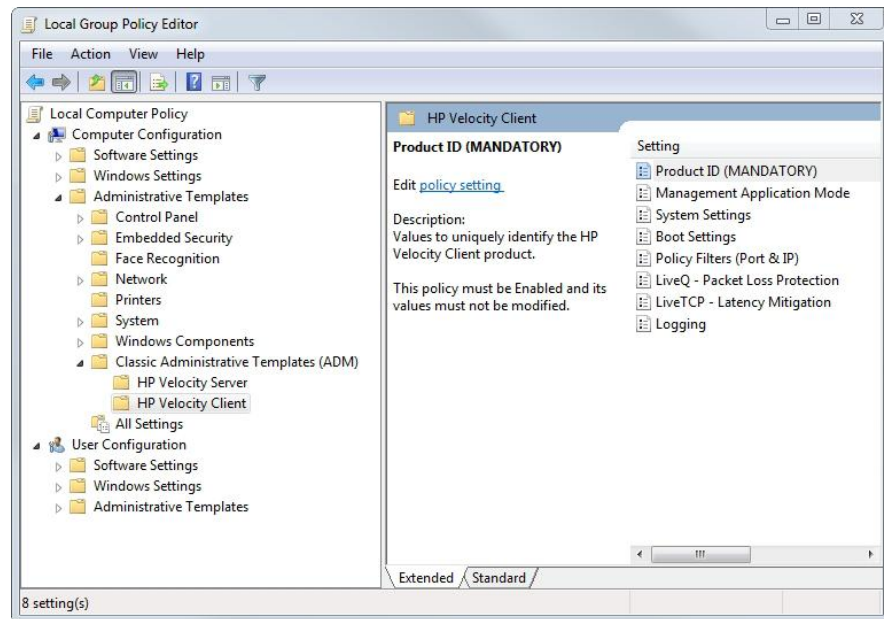 Local Group Policy Editor
File Action View Help
Local Computer Policy
Computer Configuration
Software Settings
Windows Settings
Administrative Templates
Control Panel
Embedded Security
Face Recognition
Network
Printers
System
Windows Components
Classic Administrative Templates (ADM)
HP Velocity Server
HP Velocity Client
All Settings
User Configuration
Software Settings
Windows Settings
Administrative Templates
HP Velocity Client
Product ID (MANDATORY)
Edit policy setting
Description:
Values to uniquely identify the HP
Velocity Client product.
This policy must be Enabled and its
values must not be modified.
Setting
Product ID (MANDATORY)
Management Application Mode
System Settings
Boot Settings
Policy Filters (Port & IP)
LiveQ - Packet Loss Protection
LiveTCP - Latency Mitigation
Logging
Extended Standard
8 setting(s)